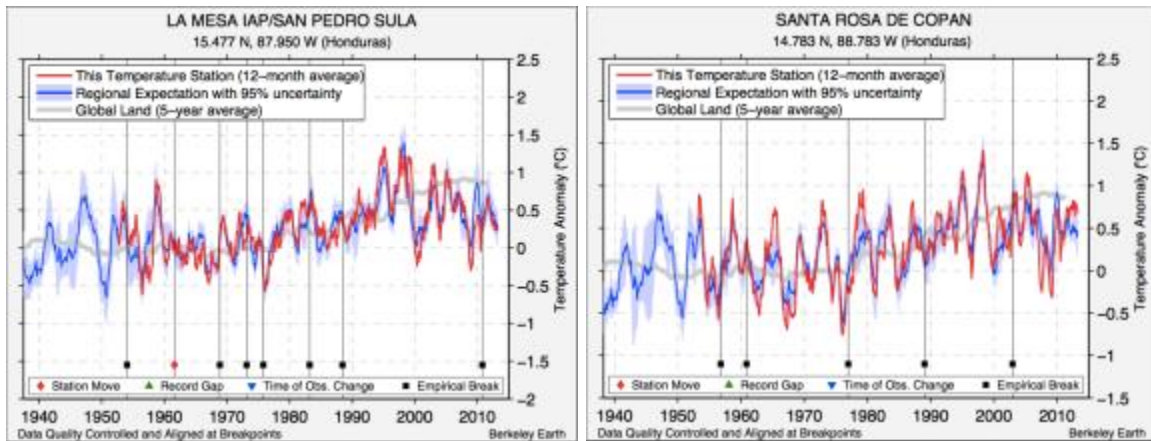 LA MESA IAP/SAN PEDRO SULA
15.477 N, 87.950 W (Honduras)
This Temperature Station (12-month average)
Regional Expectation with 95% uncertainty
Global Land (5-year average)
2.5
2
1.5
1
0.5
0
-0.5
-1
-1.5
-2
Temperature Anomaly (°C)
Station Move
Record Gap
Time of Obs. Change
Empirical Break
1940 1950 1960 1970 1980 1990 2000 2010
Data Quality Controlled and Aligned at Breakpoints
Berkeley Earth
SANTA ROSA DE COPAN
14.783 N, 88.783 W (Honduras)
This Temperature Station (12-month average)
Regional Expectation with 95% uncertainty
Global Land (5-year average)
2.5
2
1.5
1
0.5
0
-0.5
-1
-1.5
Temperature Anomaly (°C)
Station Move
Record Gap
Time of Obs. Change
Empirical Break
1940 1950 1960 1970 1980 1990 2000 2010
Data Quality Controlled and Aligned at Breakpoints
Berkeley Earth